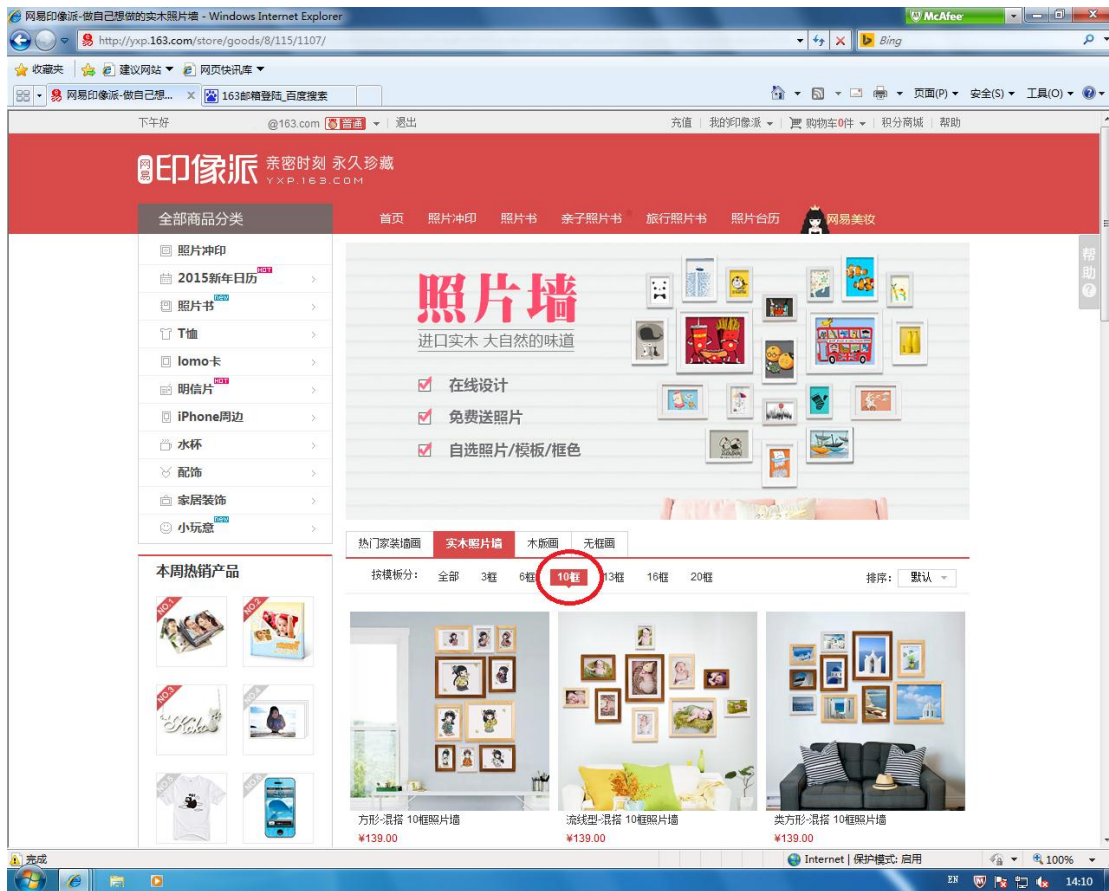 网易印像派-做自己想做的实木照片墙 - Windows Internet Explorer
McAfee
http://yxp.163.com/store/goods/8/115/1107/
Bing
收藏夹 建议网站 网页快讯库
网易印像派-做自己想... 163邮箱登陆_百度搜索 页面(P) 安全(S) 工具(O)
下午好 @163.com 普通 退出 充值 我的印像派 购物车0件 积分商城 帮助
网易印像派 亲密时刻 永久珍藏
YXP.163.COM
全部商品分类 首页 照片冲印 照片书 亲子照片书 旅行照片书 照片台历 网易美妆
照片冲印
2015新年日历 HOT
照片书 new
T恤
lomo卡
明信片 HOT
iPhone周边
水杯
配饰
家居装饰
小玩意 new
帮助
照片墙
进口实木 大自然的味道
在线设计
免费送照片
自选照片/模板/框色
热门家装墙画 实木照片墙 木版画 无框画
按模板分: 全部 3框 6框 10框 13框 16框 20框 排序: 默认
本周热销产品
NO.1 NO.2
NO.3 NO.4
Koko
方形-混搭 10框照片墙 流线型-混搭 10框照片墙 类方形-混搭 10框照片墙
¥139.00 ¥139.00 ¥139.00
完成 Internet | 保护模式: 启用 100%
EN 14:10